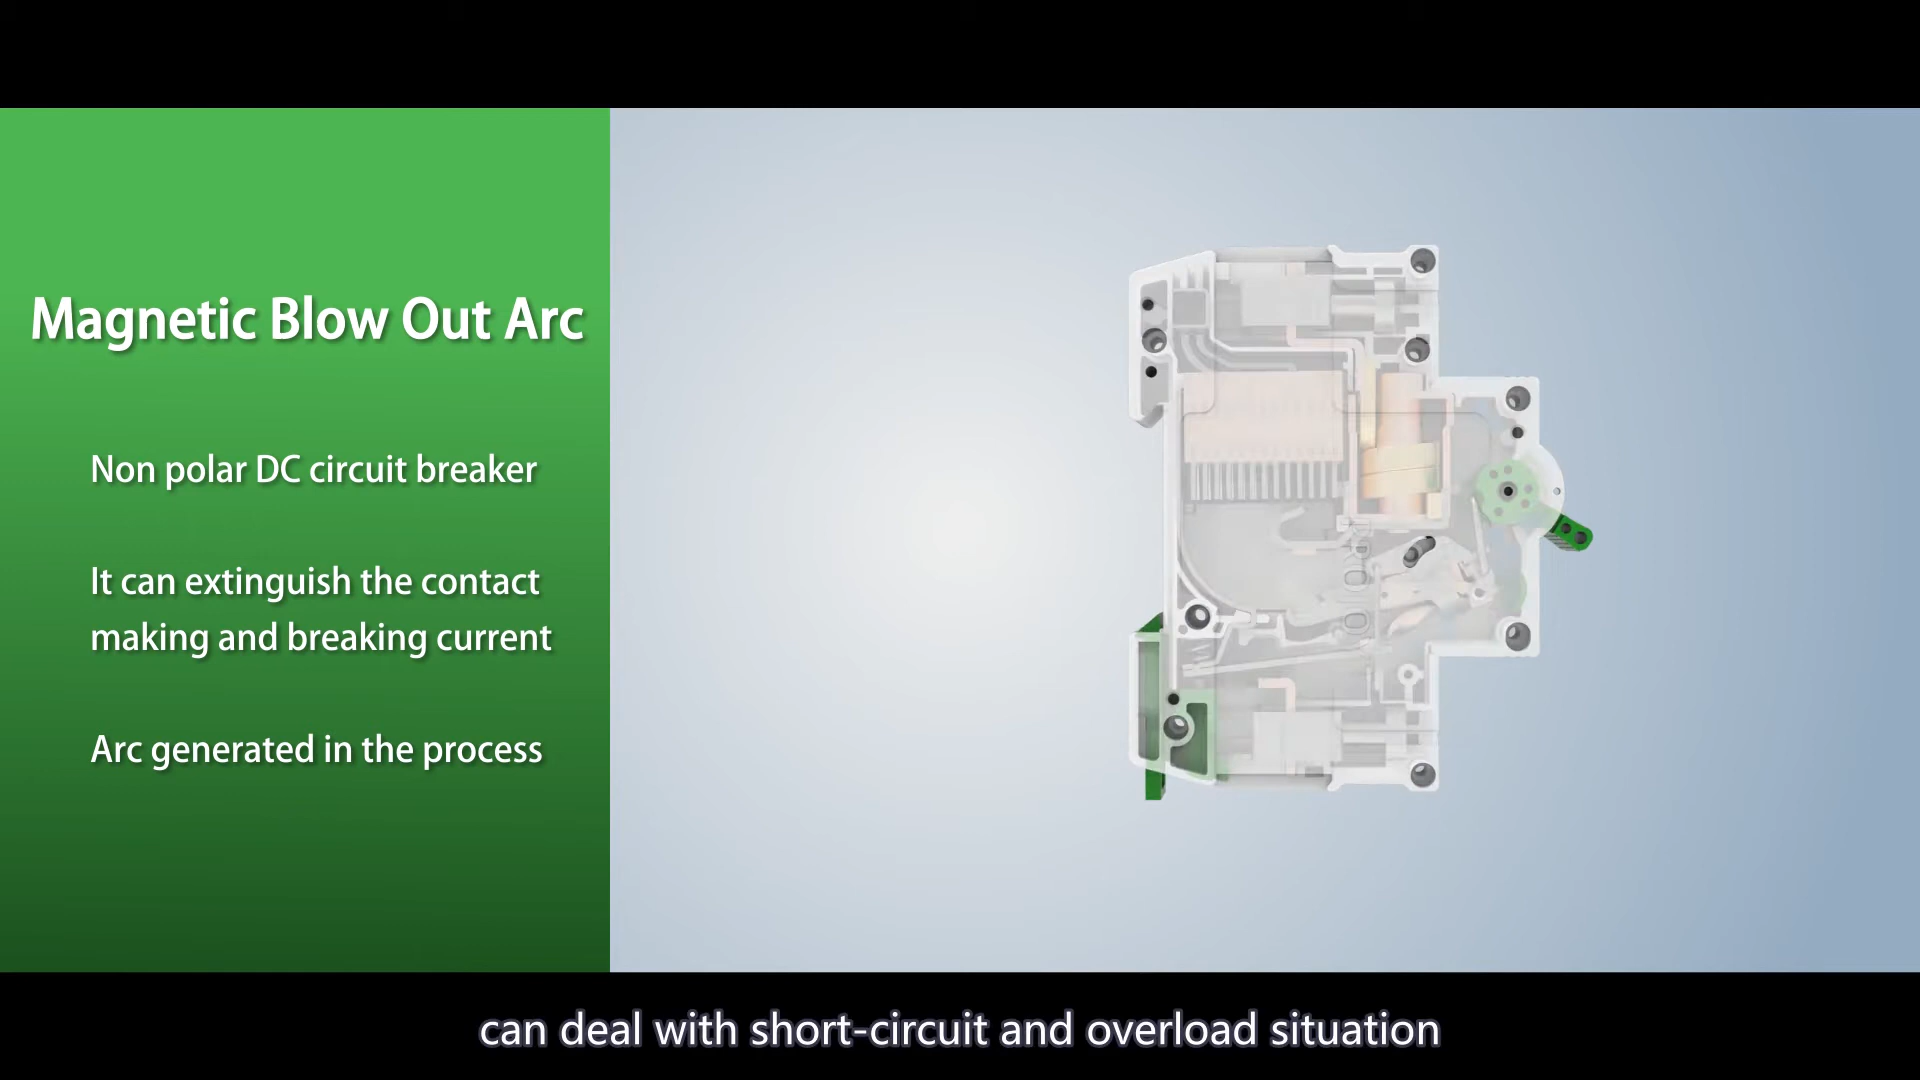 Magnetic Blow Out Arc
Non polar DC circuit breaker
It can extinguish the contact
making and breaking current
Arc generated in the process
can deal with short-circuit and overload situation